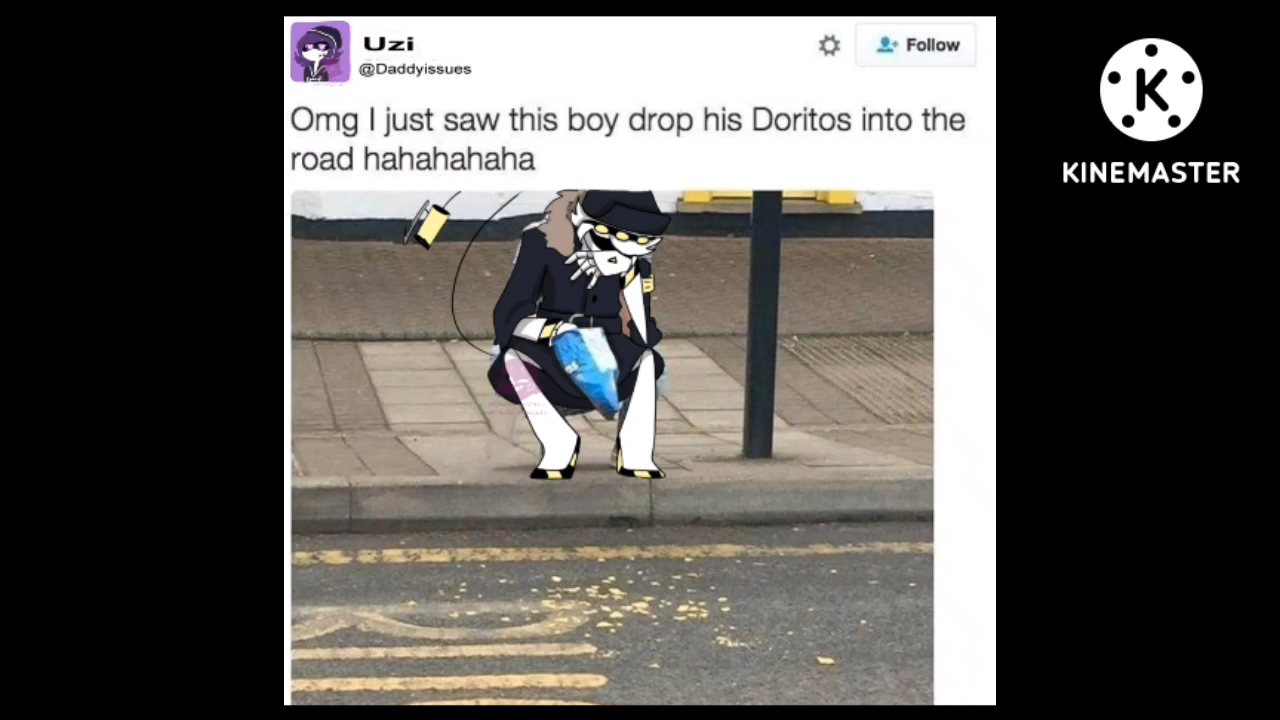 Uzi
@Daddyissues
Follow
Omg I just saw this boy drop his Doritos into the
road hahahahaha
K
KINEMASTER